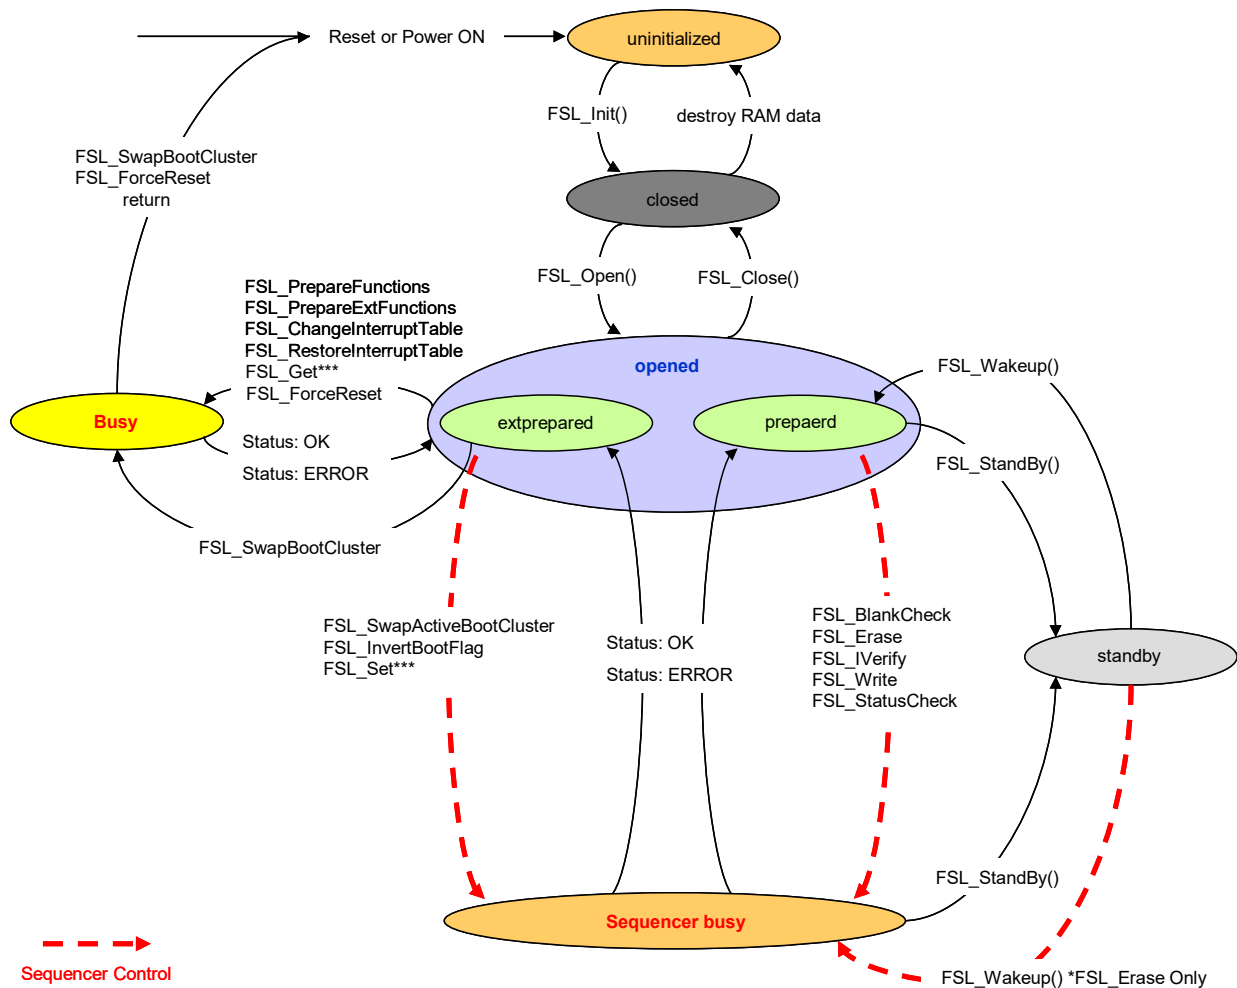 Reset or Power ON
uninitialized
FSL_Init()
destroy RAM data
FSL_SwapBootCluster
FSL_ForceReset
return
closed
FSL_Open()
FSL_Close()
FSL_PrepareFunctions
FSL_PrepareExtFunctions
FSL_ChangeInterruptTable
FSL_RestoreInterruptTable
FSL_Get***
FSL_ForceReset
opened
FSL_Wakeup()
Busy
extprepared
prepaerd
Status: OK
Status: ERROR
FSL_StandBy()
FSL_SwapBootCluster
FSL_SwapActiveBootCluster
FSL_InvertBootFlag
FSL_Set***
Status: OK
Status: ERROR
FSL_BlankCheck
FSL_Erase
FSL_IVerify
FSL_Write
FSL_StatusCheck
standby
FSL_StandBy()
Sequencer busy
Sequencer Control
FSL_Wakeup() *FSL_Erase Only